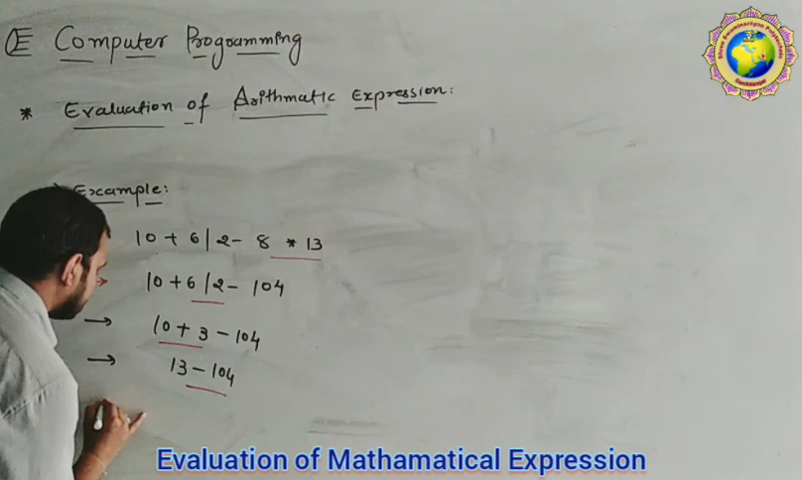 Computer Programming
* Evaluation of Arithmatic Expression:
Example:
10 + 6 / 2 - 8 * 13
→ 10 + 6 / 2 - 104
→ 10 + 3 - 104
→ 13 - 104
Evaluation of Mathamatical Expression